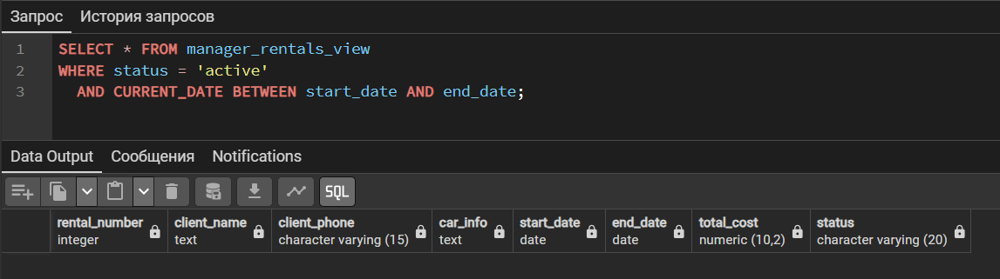 Запрос История запросов
1 SELECT * FROM manager_rentals_view
2 WHERE status = 'active'
3 AND CURRENT_DATE BETWEEN start_date AND end_date;
Data Output Сообщения Notifications
SQL
rental_number client_name client_phone car_info start_date end_date total_cost status
integer text character varying (15) text date date numeric (10,2) character varying (20)